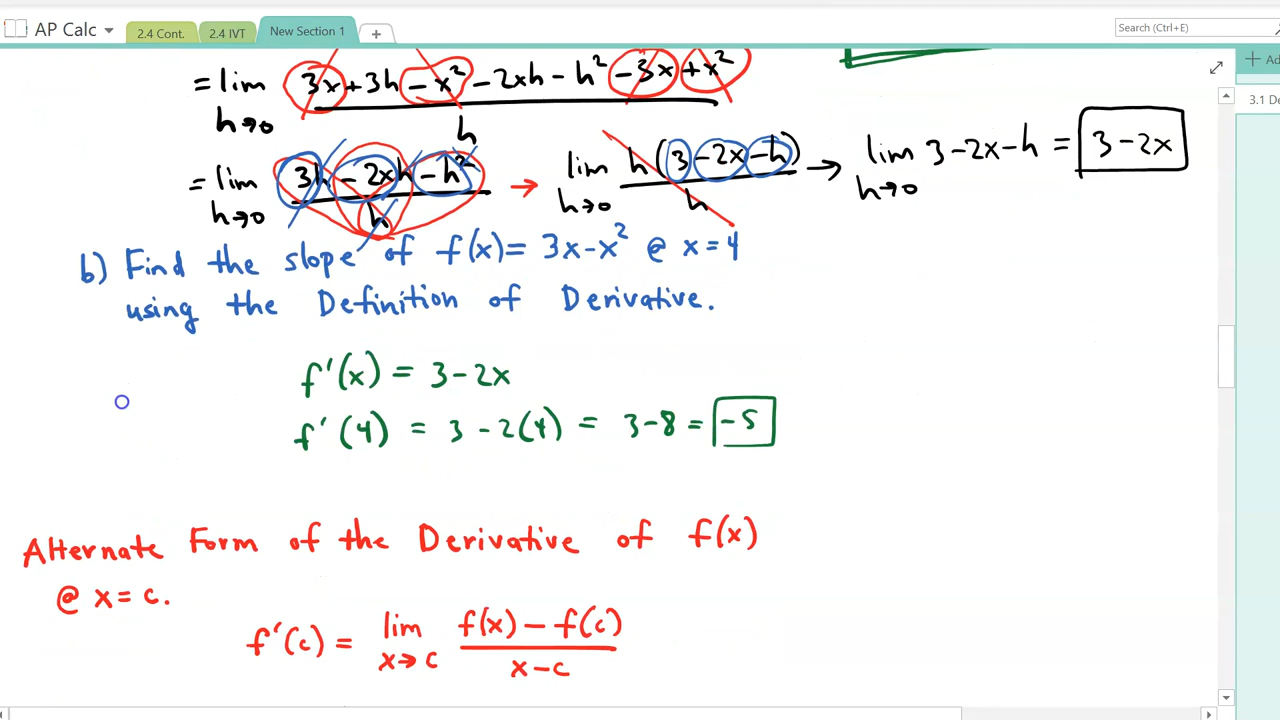 AP Calc
2.4 Cont.
2.4 IVT
New Section 1
Search (Ctrl+E)
Ad
3.1 De
= lim h→0 (3x + 3h − x² − 2xh − h² − 3x + x²) / h
= lim h→0 (3h − 2xh − h²) / h → lim h→0 h(3 − 2x − h) / h → lim h→0 3 − 2x − h = 3 − 2x
b) Find the slope of f(x) = 3x − x² @ x = 4
using the Definition of Derivative.
f'(x) = 3 − 2x
f'(4) = 3 − 2(4) = 3 − 8 = −5
Alternate Form of the Derivative of f(x)
@ x = c.
f'(c) = lim x→c (f(x) − f(c)) / (x − c)